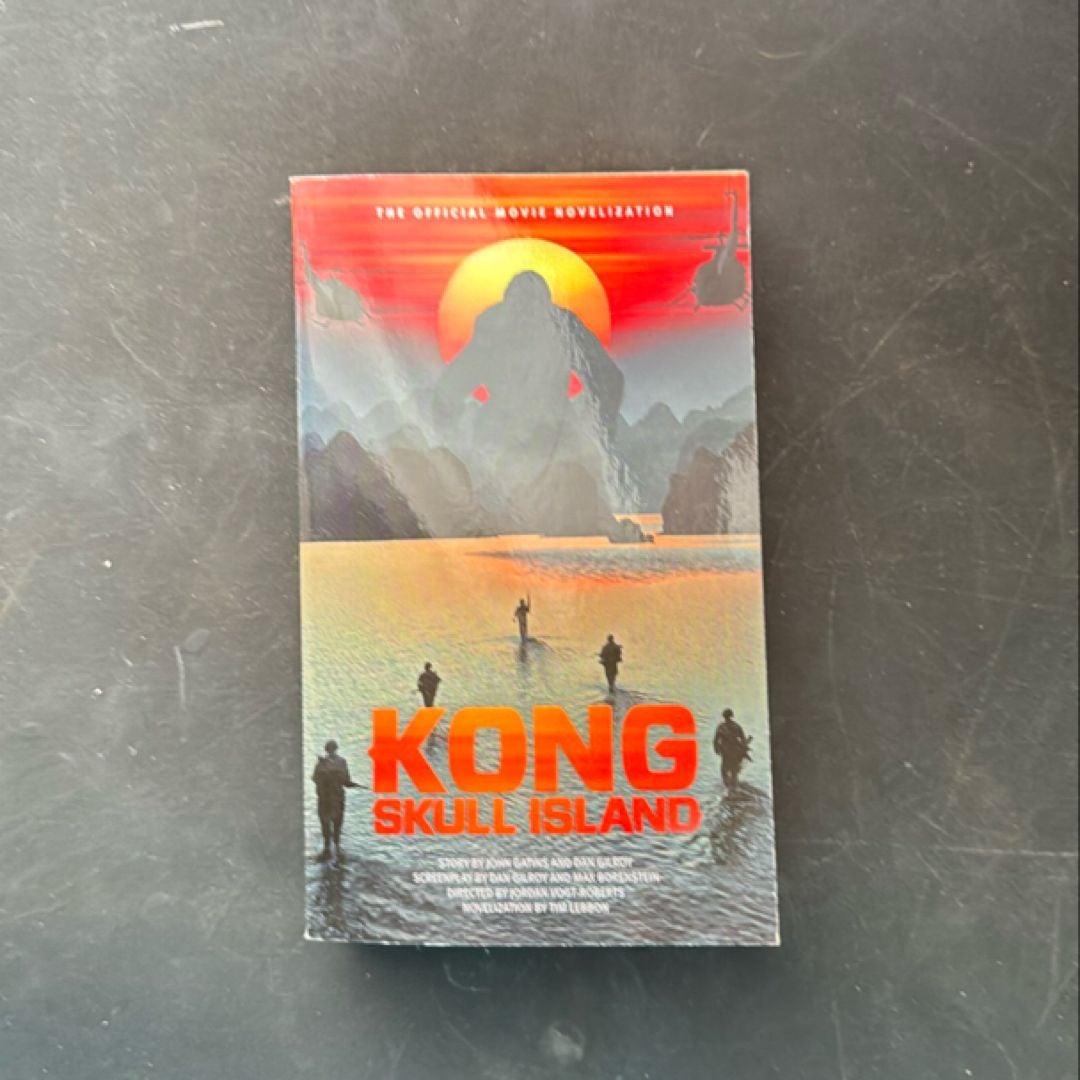 THE OFFICIAL MOVIE NOVELIZATION
KONG
SKULL ISLAND
STORY BY JOHN GATINS AND DAN GILROY
SCREENPLAY BY DAN GILROY AND MAX BORENSTEIN
DIRECTED BY JORDAN VOGT-ROBERTS
NOVELIZATION BY TIM LEBBON